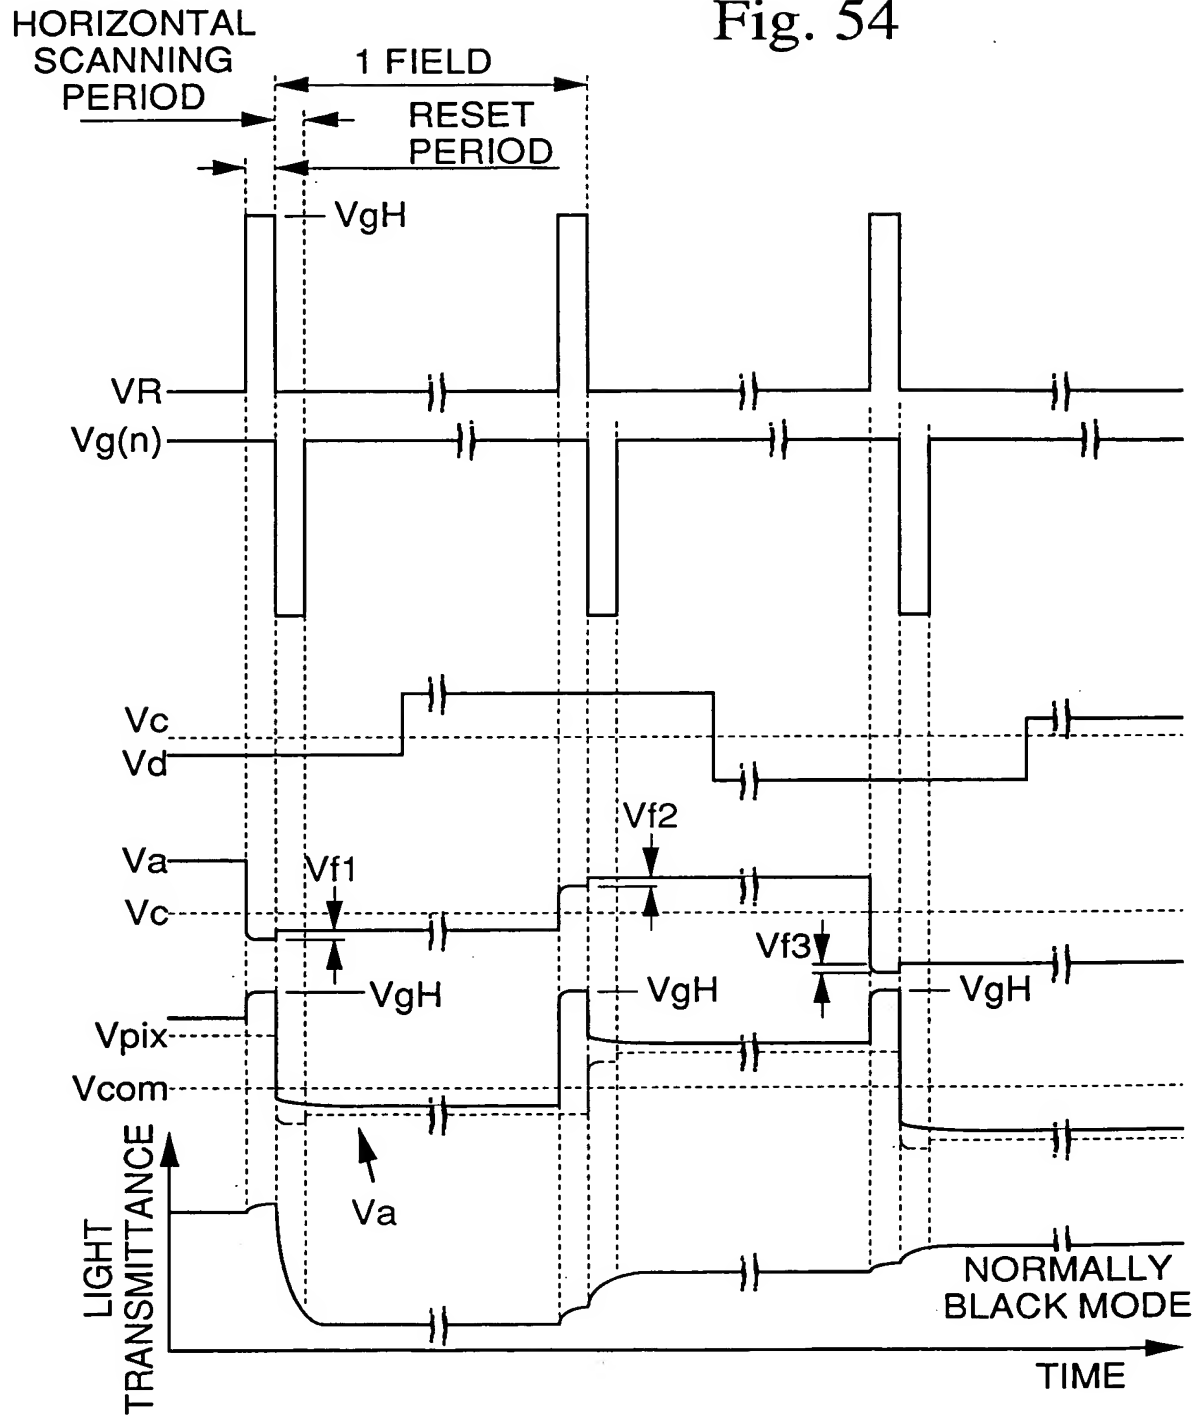 Fig. 54
HORIZONTAL
SCANNING
PERIOD
1 FIELD
RESET
PERIOD
VgH
VR
Vg(n)
Vc
Vd
Va
Vf1
Vf2
Vc
Vf3
VgH
VgH
VgH
Vpix
Vcom
Va
LIGHT
TRANSMITTANCE
NORMALLY
BLACK MODE
TIME